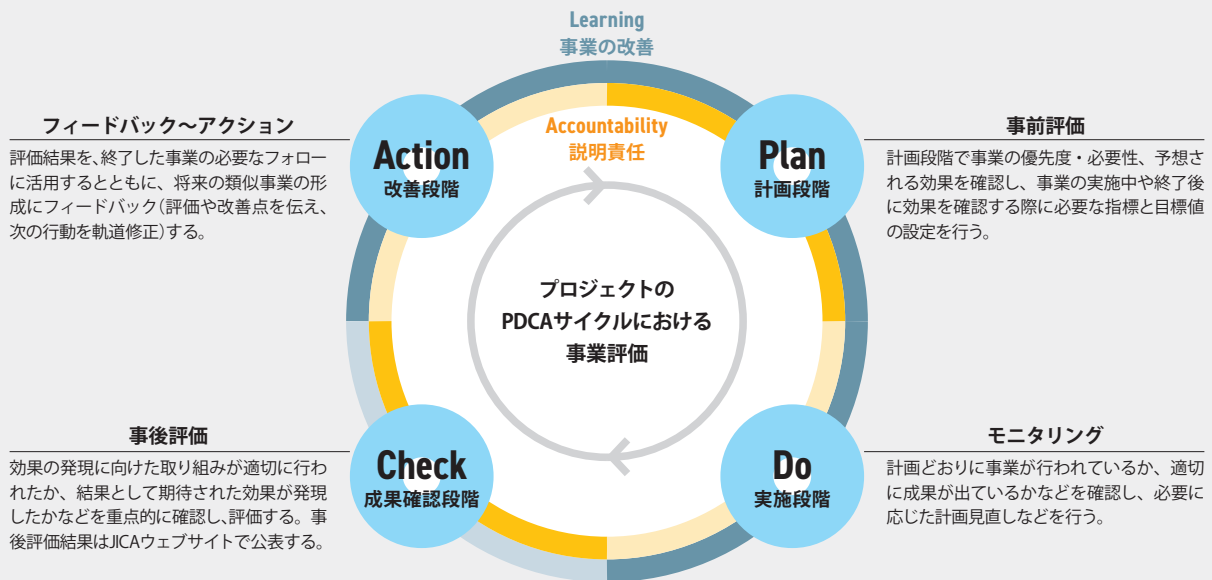 Learning
事業の改善
Accountability
説明責任
フィードバック〜アクション
評価結果を、終了した事業の必要なフォロー
に活用するとともに、将来の類似事業の形
成にフィードバック（評価や改善点を伝え、
次の行動を軌道修正）する。
Action
改善段階
Plan
計画段階
事前評価
計画段階で事業の優先度・必要性、予想さ
れる効果を確認し、事業の実施中や終了後
に効果を確認する際に必要な指標と目標値
の設定を行う。
プロジェクトの
PDCAサイクルにおける
事業評価
事後評価
効果の発現に向けた取り組みが適切に行わ
れたか、結果として期待された効果が発現
したかなどを重点的に確認し、評価する。事
後評価結果はJICAウェブサイトで公表する。
Check
成果確認段階
Do
実施段階
モニタリング
計画どおりに事業が行われているか、適切
に成果が出ているかなどを確認し、必要に
応じた計画見直しなどを行う。